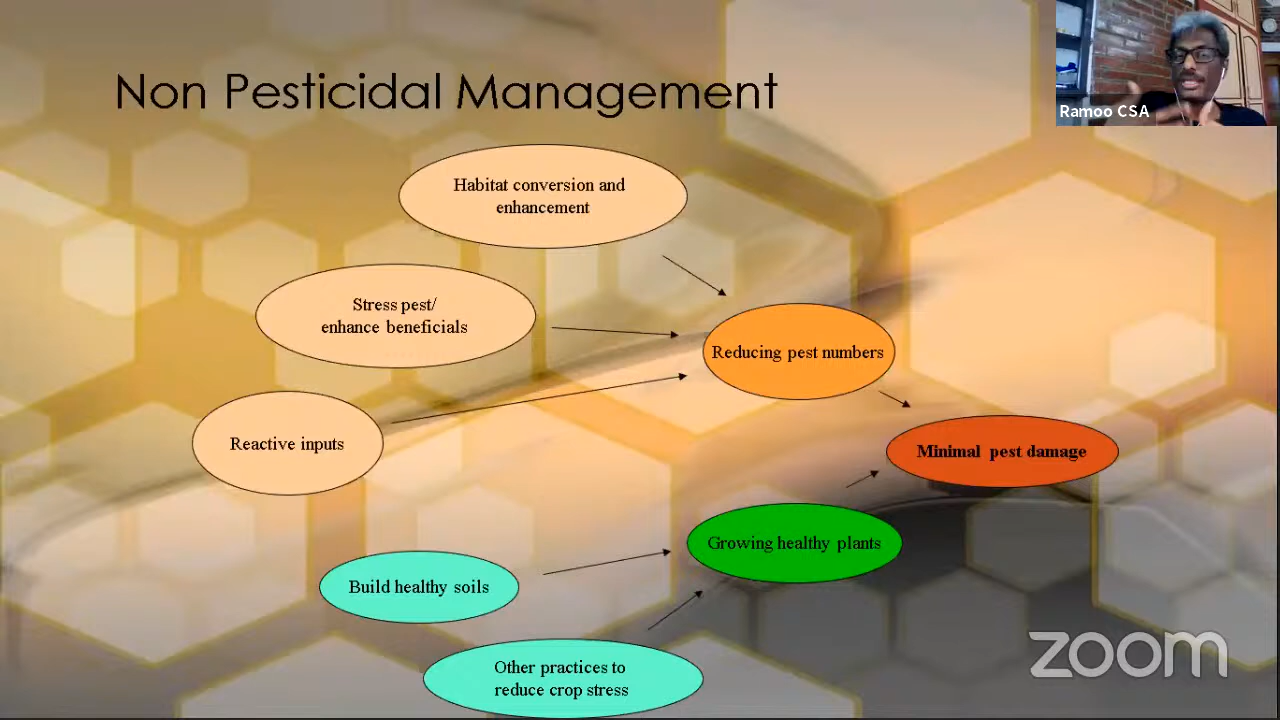 Non Pesticidal Management
Ramoo CSA
Habitat conversion and
enhancement
Stress pest/
enhance beneficials
Reducing pest numbers
Reactive inputs
Minimal pest damage
Growing healthy plants
Build healthy soils
Other practices to
reduce crop stress
zoom